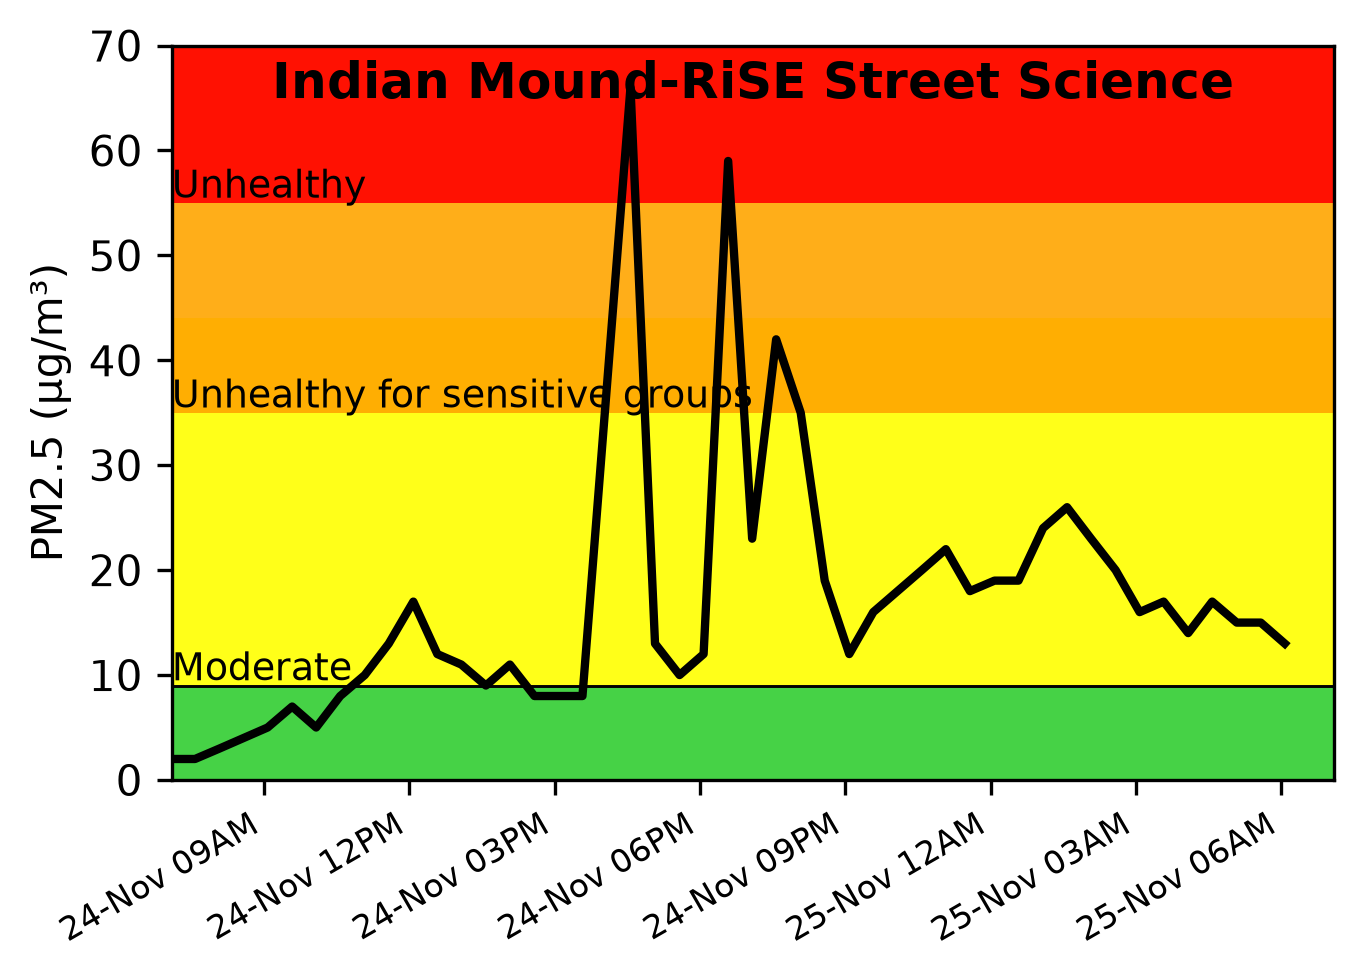 Indian Mound-RiSE Street Science
PM2.5 (µg/m³)
70
60
50
40
30
20
10
0
Unhealthy
Unhealthy for sensitive groups
Moderate
24-Nov 09AM
24-Nov 12PM
24-Nov 03PM
24-Nov 06PM
24-Nov 09PM
25-Nov 12AM
25-Nov 03AM
25-Nov 06AM